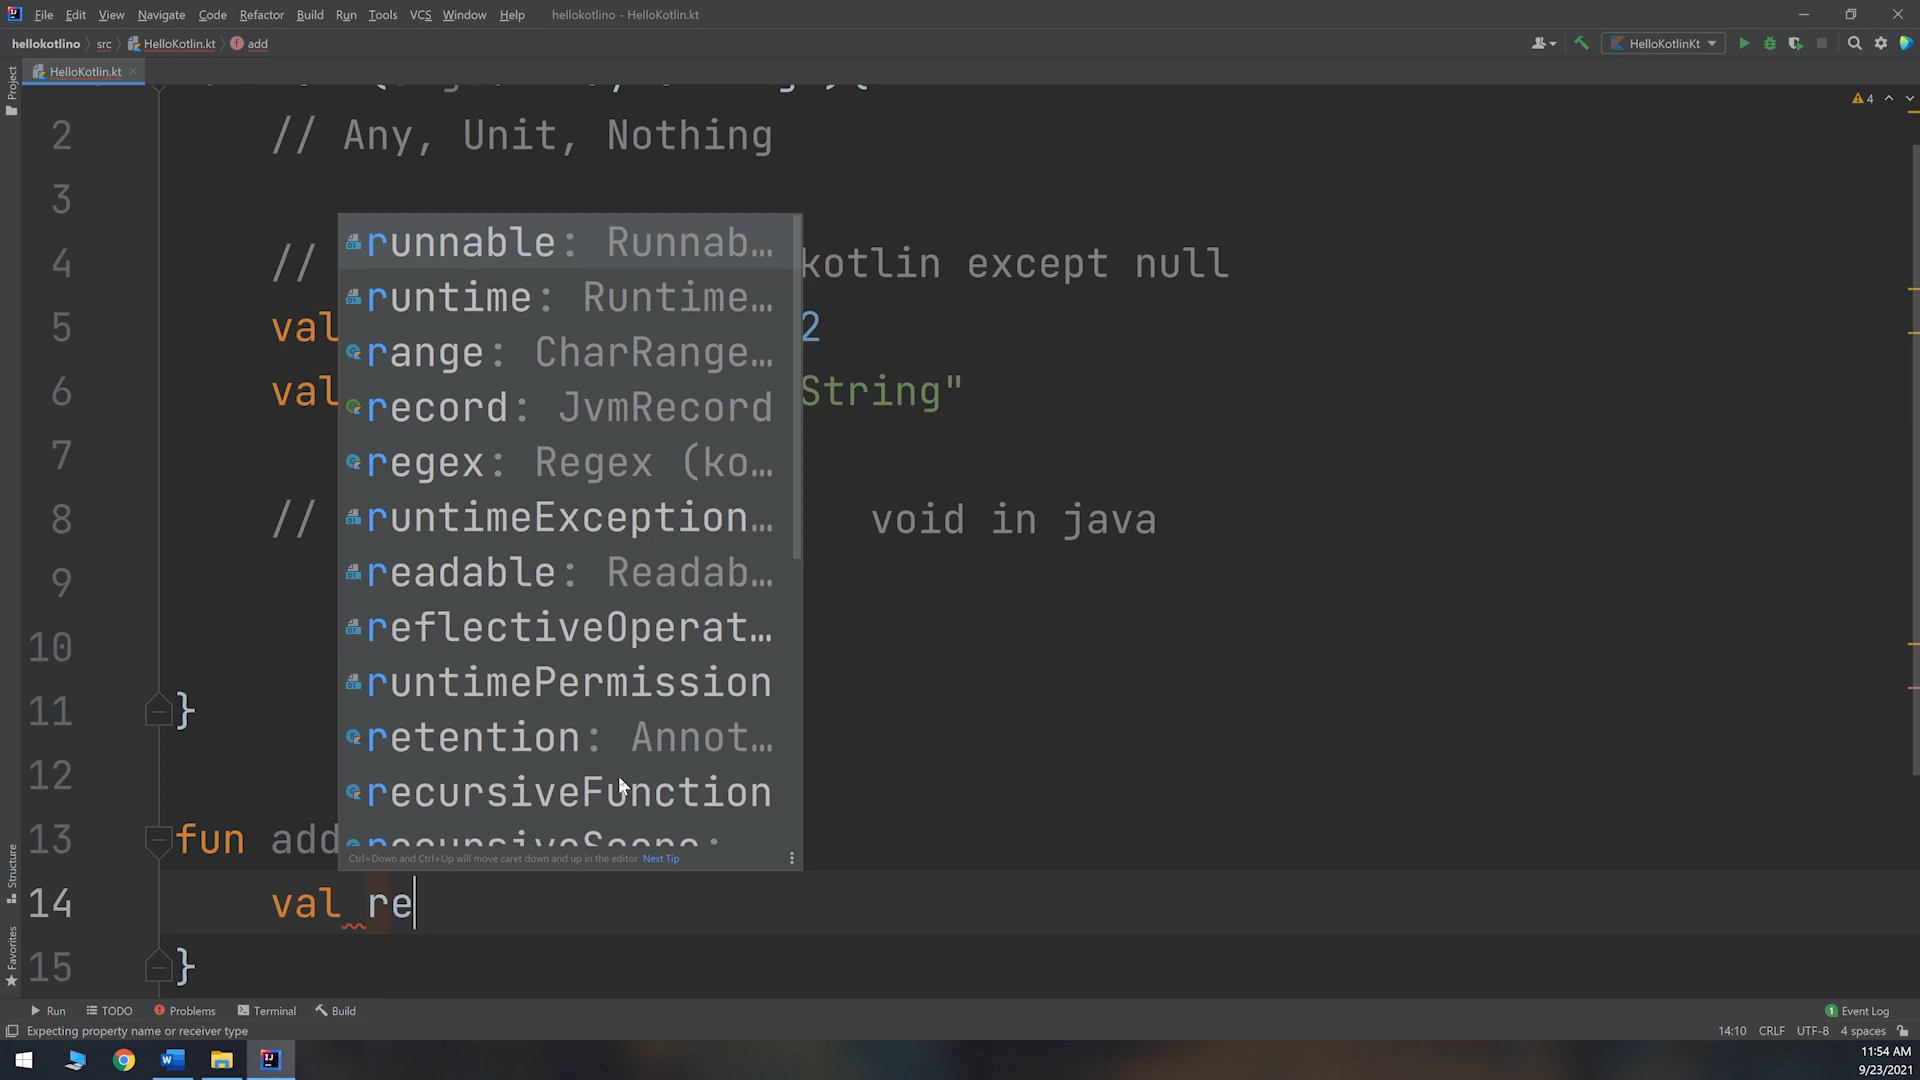 File Edit View Navigate Code Refactor Build Run Tools VCS Window Help hellokotlino - HelloKotlin.kt
hellokotlino src HelloKotlin.kt add HelloKotlinKt
HelloKotlin.kt
Project
4
2 // Any, Unit, Nothing
3
4 // kotlin except null
5 val 2
6 val String"
7
8 // void in java
9
10
11 }
12
13 fun add
14 val re
15 }
runnable: Runnab...
runtime: Runtime...
range: CharRange...
record: JvmRecord
regex: Regex (ko...
runtimeException...
readable: Readab...
reflectiveOperat...
runtimePermission
retention: Annot...
recursiveFunction
recursiveScope:
Ctrl+Down and Ctrl+Up will move caret down and up in the editor Next Tip
Structure
Favorites
Run TODO Problems Terminal Build 1 Event Log
Expecting property name or receiver type 14:10 CRLF UTF-8 4 spaces
11:54 AM
9/23/2021